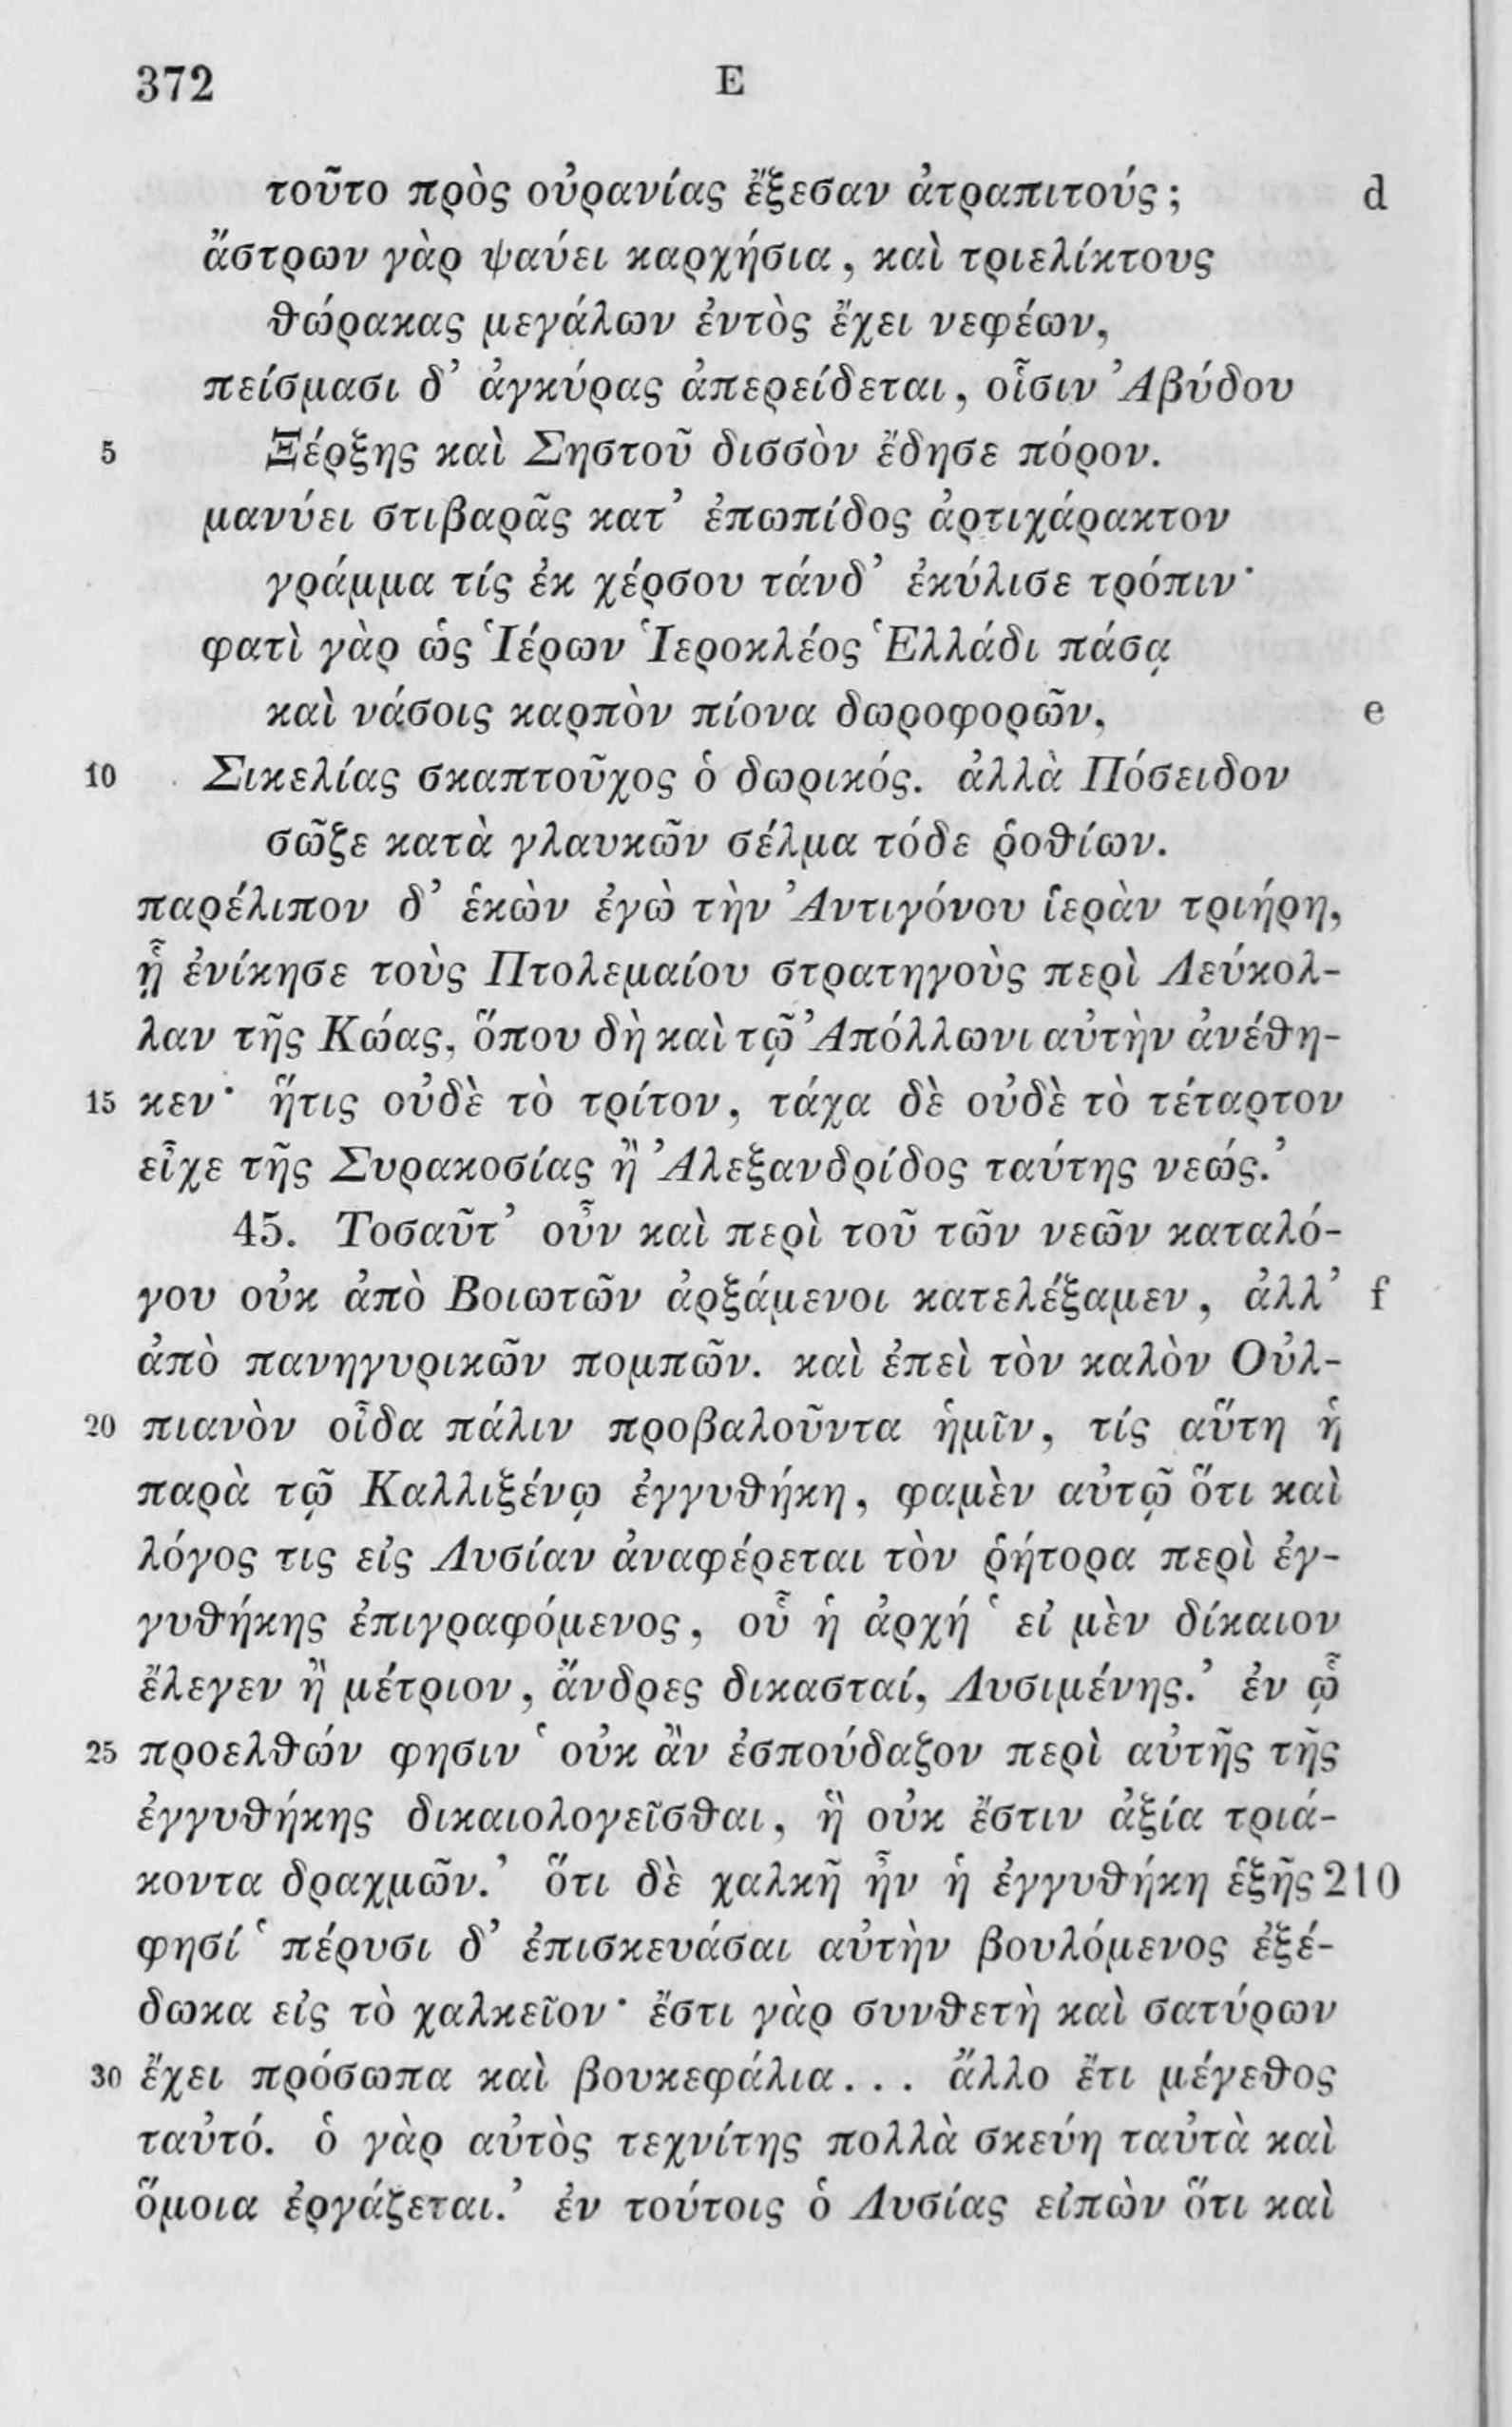 372 E
τοῦτο πρὸς οὐρανίας ἔξεσαν ἀτραπιτούς; d
ἄστρων γὰρ ψαύει καρχήσια, καὶ τριελίκτους
θώρακας μεγάλων ἐντὸς ἔχει νεφέων,
πείσμασι δ’ ἀγκύρας ἀπερείδεται, οἷσιν Ἀβύδου
5 Ξέρξης καὶ Σηστοῦ δισσὸν ἔδησε πόρον.
μανύει στιβαρᾶς κατ’ ἐπωπίδος ἀρτιχάρακτον
γράμμα τίς ἐκ χέρσου τάνδ’ ἐκύλισε τρόπιν·
φατὶ γὰρ ὡς Ἱέρων Ἱεροκλέος Ἑλλάδι πάσᾳ
καὶ νάσοις καρπὸν πίονα δωροφορῶν, e
10 Σικελίας σκαπτοῦχος ὁ δωρικός. ἀλλὰ Πόσειδον
σῶζε κατὰ γλαυκῶν σέλμα τόδε ῥοθίων.
παρέλιπον δ’ ἑκὼν ἐγὼ τὴν Ἀντιγόνου ἱερὰν τριήρη,
ᾗ ἐνίκησε τοὺς Πτολεμαίου στρατηγοὺς περὶ Λεύκολ-
λαν τῆς Κώας, ὅπου δὴ καὶ τῷ Ἀπόλλωνι αὐτὴν ἀνέθη-
15 κεν· ἥτις οὐδὲ τὸ τρίτον, τάχα δὲ οὐδὲ τὸ τέταρτον
εἶχε τῆς Συρακοσίας ἢ Ἀλεξανδρίδος ταύτης νεώς.’
45. Τοσαῦτ’ οὖν καὶ περὶ τοῦ τῶν νεῶν καταλό-
γου οὐκ ἀπὸ Βοιωτῶν ἀρξάμενοι κατελέξαμεν, ἀλλ’ f
ἀπὸ πανηγυρικῶν πομπῶν. καὶ ἐπεὶ τὸν καλὸν Οὐλ-
20 πιανὸν οἶδα πάλιν προβαλοῦντα ἡμῖν, τίς αὕτη ἡ
παρὰ τῷ Καλλιξένῳ ἐγγυθήκη, φαμὲν αὐτῷ ὅτι καὶ
λόγος τις εἰς Λυσίαν ἀναφέρεται τὸν ῥήτορα περὶ ἐγ-
γυθήκης ἐπιγραφόμενος, οὗ ἡ ἀρχή ‘εἰ μὲν δίκαιον
ἔλεγεν ἢ μέτριον, ἄνδρες δικασταί, Λυσιμένης.’ ἐν ᾧ
25 προελθών φησιν ‘οὐκ ἂν ἐσπούδαζον περὶ αὐτῆς τῆς
ἐγγυθήκης δικαιολογεῖσθαι, ἣ οὐκ ἔστιν ἀξία τριά-
κοντα δραχμῶν.’ ὅτι δὲ χαλκῆ ἦν ἡ ἐγγυθήκη ἑξῆς 210
φησί ‘πέρυσι δ’ ἐπισκευάσαι αὐτὴν βουλόμενος ἐξέ-
δωκα εἰς τὸ χαλκεῖον· ἔστι γὰρ συνθετὴ καὶ σατύρων
30 ἔχει πρόσωπα καὶ βουκεφάλια... ἄλλο ἔτι μέγεθος
ταὐτό. ὁ γὰρ αὐτὸς τεχνίτης πολλὰ σκεύη ταὐτὰ καὶ
ὅμοια ἐργάζεται.’ ἐν τούτοις ὁ Λυσίας εἰπὼν ὅτι καὶ